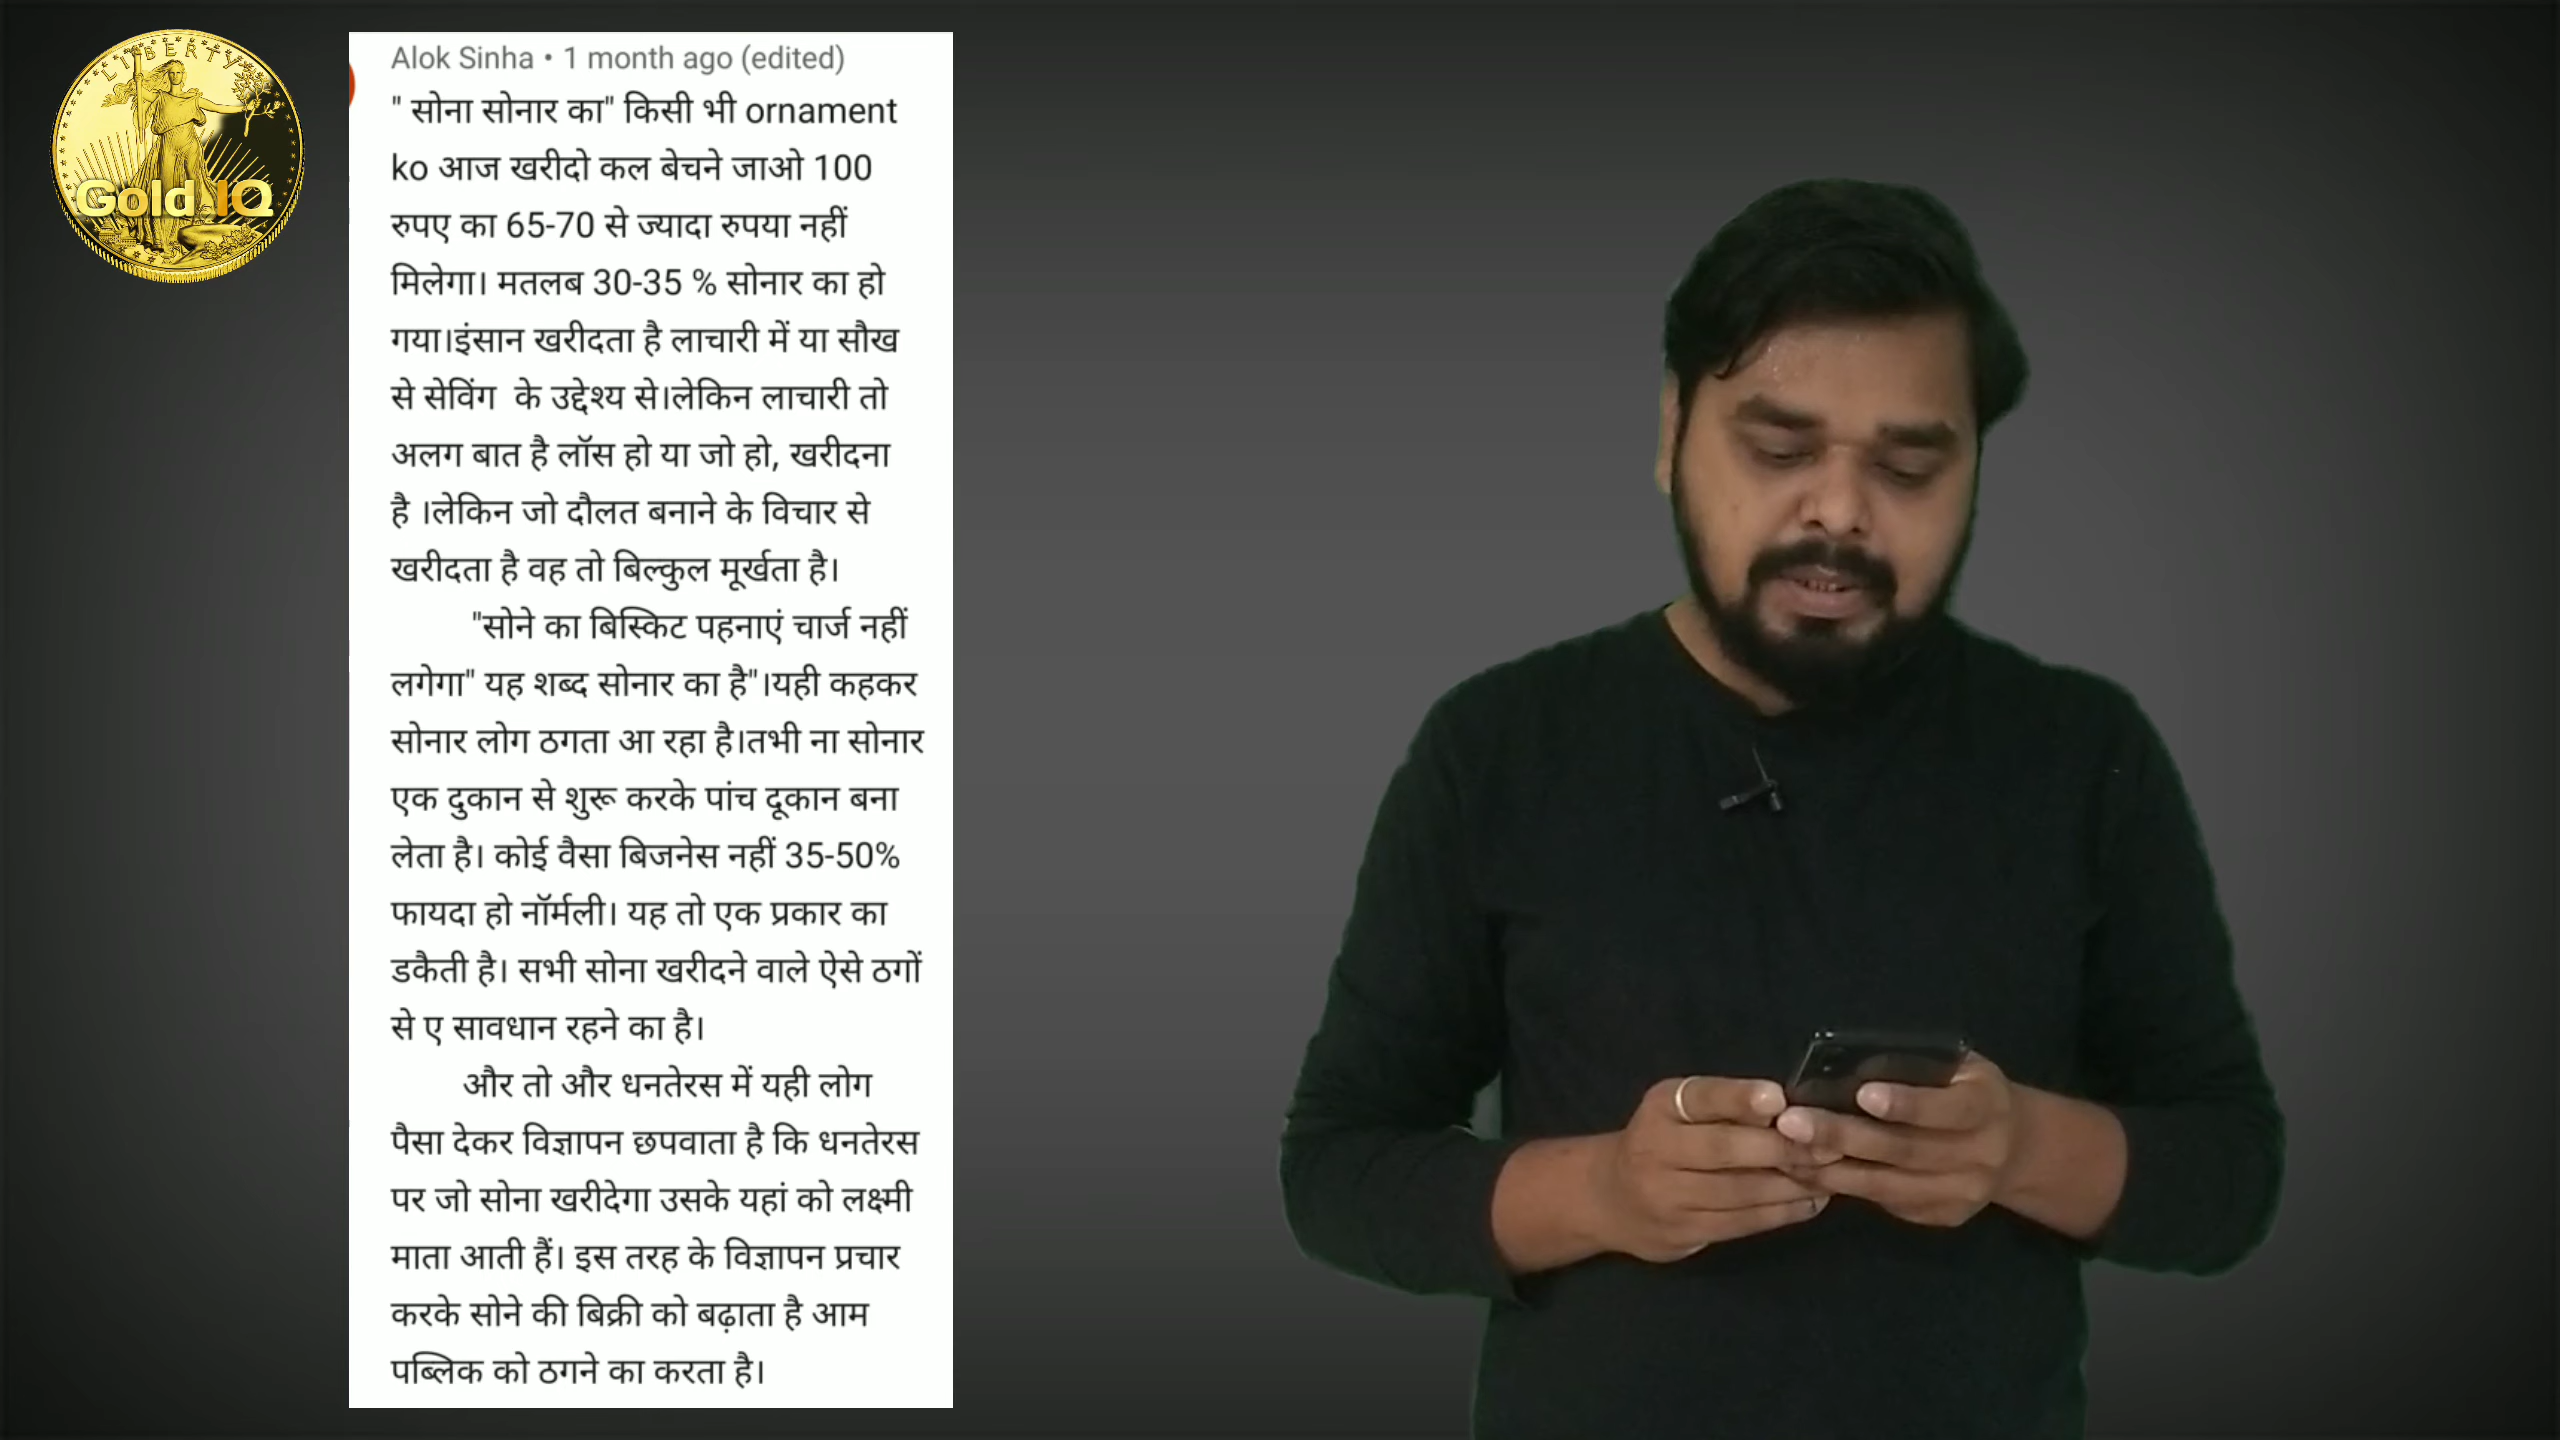 LIBERTY
Gold IQ
Alok Sinha • 1 month ago (edited)
" सोना सोनार का" किसी भी ornament
ko आज खरीदो कल बेचने जाओ 100
रुपए का 65-70 से ज्यादा रुपया नहीं
मिलेगा। मतलब 30-35 % सोनार का हो
गया।इंसान खरीदता है लाचारी में या सौख
से सेविंग  के उद्देश्य से।लेकिन लाचारी तो
अलग बात है लॉस हो या जो हो, खरीदना
है ।लेकिन जो दौलत बनाने के विचार से
खरीदता है वह तो बिल्कुल मूर्खता है।
"सोने का बिस्किट पहनाएं चार्ज नहीं
लगेगा" यह शब्द सोनार का है"।यही कहकर
सोनार लोग ठगता आ रहा है।तभी ना सोनार
एक दुकान से शुरू करके पांच दूकान बना
लेता है। कोई वैसा बिजनेस नहीं 35-50%
फायदा हो नॉर्मली। यह तो एक प्रकार का
डकैती है। सभी सोना खरीदने वाले ऐसे ठगों
से ए सावधान रहने का है।
और तो और धनतेरस में यही लोग
पैसा देकर विज्ञापन छपवाता है कि धनतेरस
पर जो सोना खरीदेगा उसके यहां को लक्ष्मी
माता आती हैं। इस तरह के विज्ञापन प्रचार
करके सोने की बिक्री को बढ़ाता है आम
पब्लिक को ठगने का करता है।